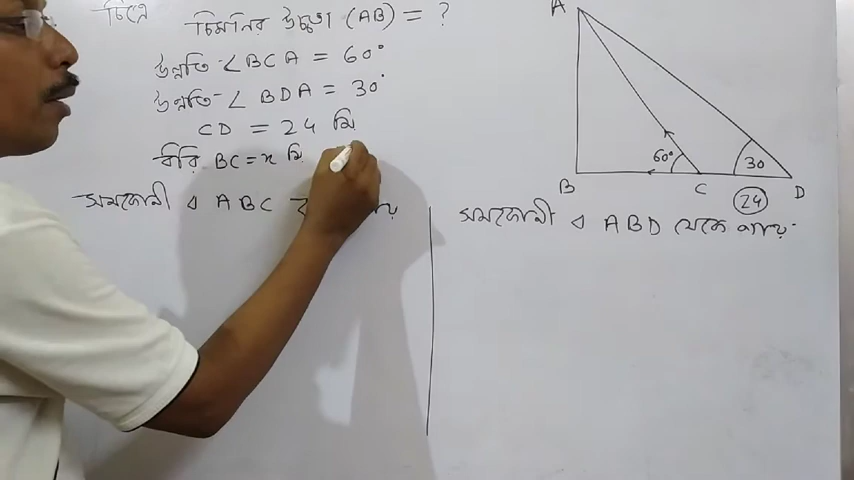 চিত্রে
চিমনির উচ্চতা (AB) = ?
উন্নতি ∠BCA = 60°
উন্নতি ∠BDA = 30°
CD = 24 মি
ধরি BC = x মি
সমকোনী Δ ABC
A
B
C
D
60°
30
24
সমকোনী Δ ABD থেকে পাই